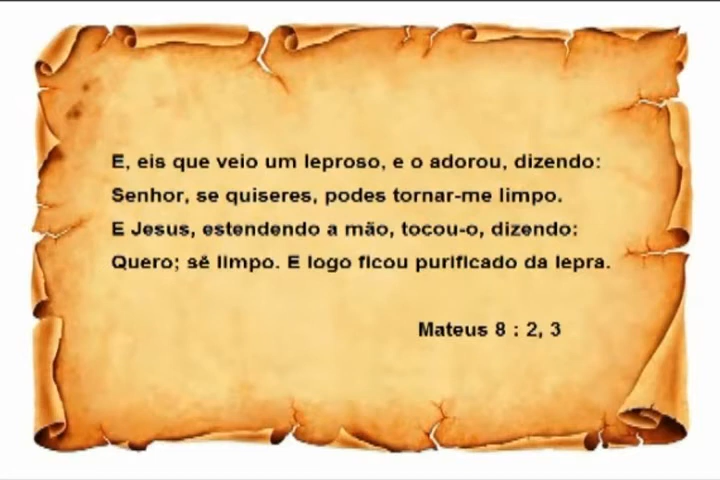 E, eis que veio um leproso, e o adorou, dizendo:
Senhor, se quiseres, podes tornar-me limpo.
E Jesus, estendendo a mão, tocou-o, dizendo:
Quero; sê limpo. E logo ficou purificado da lepra.
Mateus 8 : 2, 3